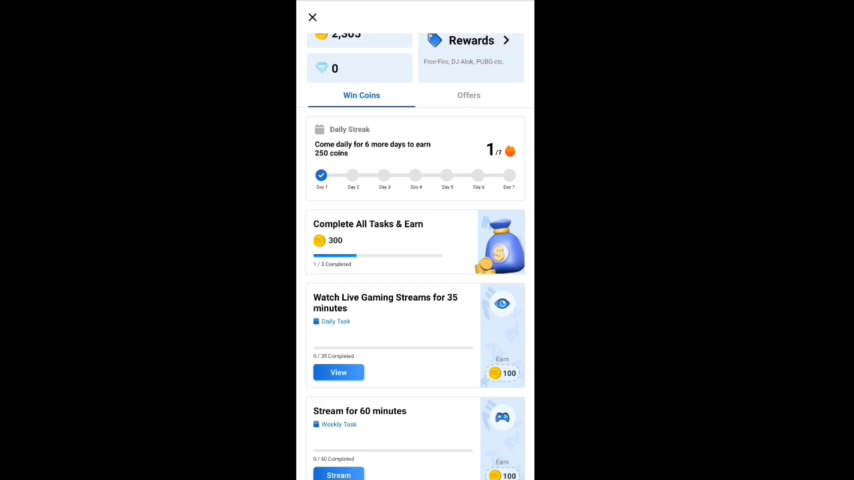 2,305
Rewards
0
Free-Fire, DJ Alok, PUBG etc.
Win Coins
Offers
Daily Streak
Come daily for 6 more days to earn
250 coins
1/7
Day 1
Day 2
Day 3
Day 4
Day 5
Day 6
Day 7
Complete All Tasks & Earn
300
1 / 3 Completed
Watch Live Gaming Streams for 35
minutes
Daily Task
0 / 35 Completed
View
Earn
100
Stream for 60 minutes
Weekly Task
0 / 60 Completed
Stream
Earn
100